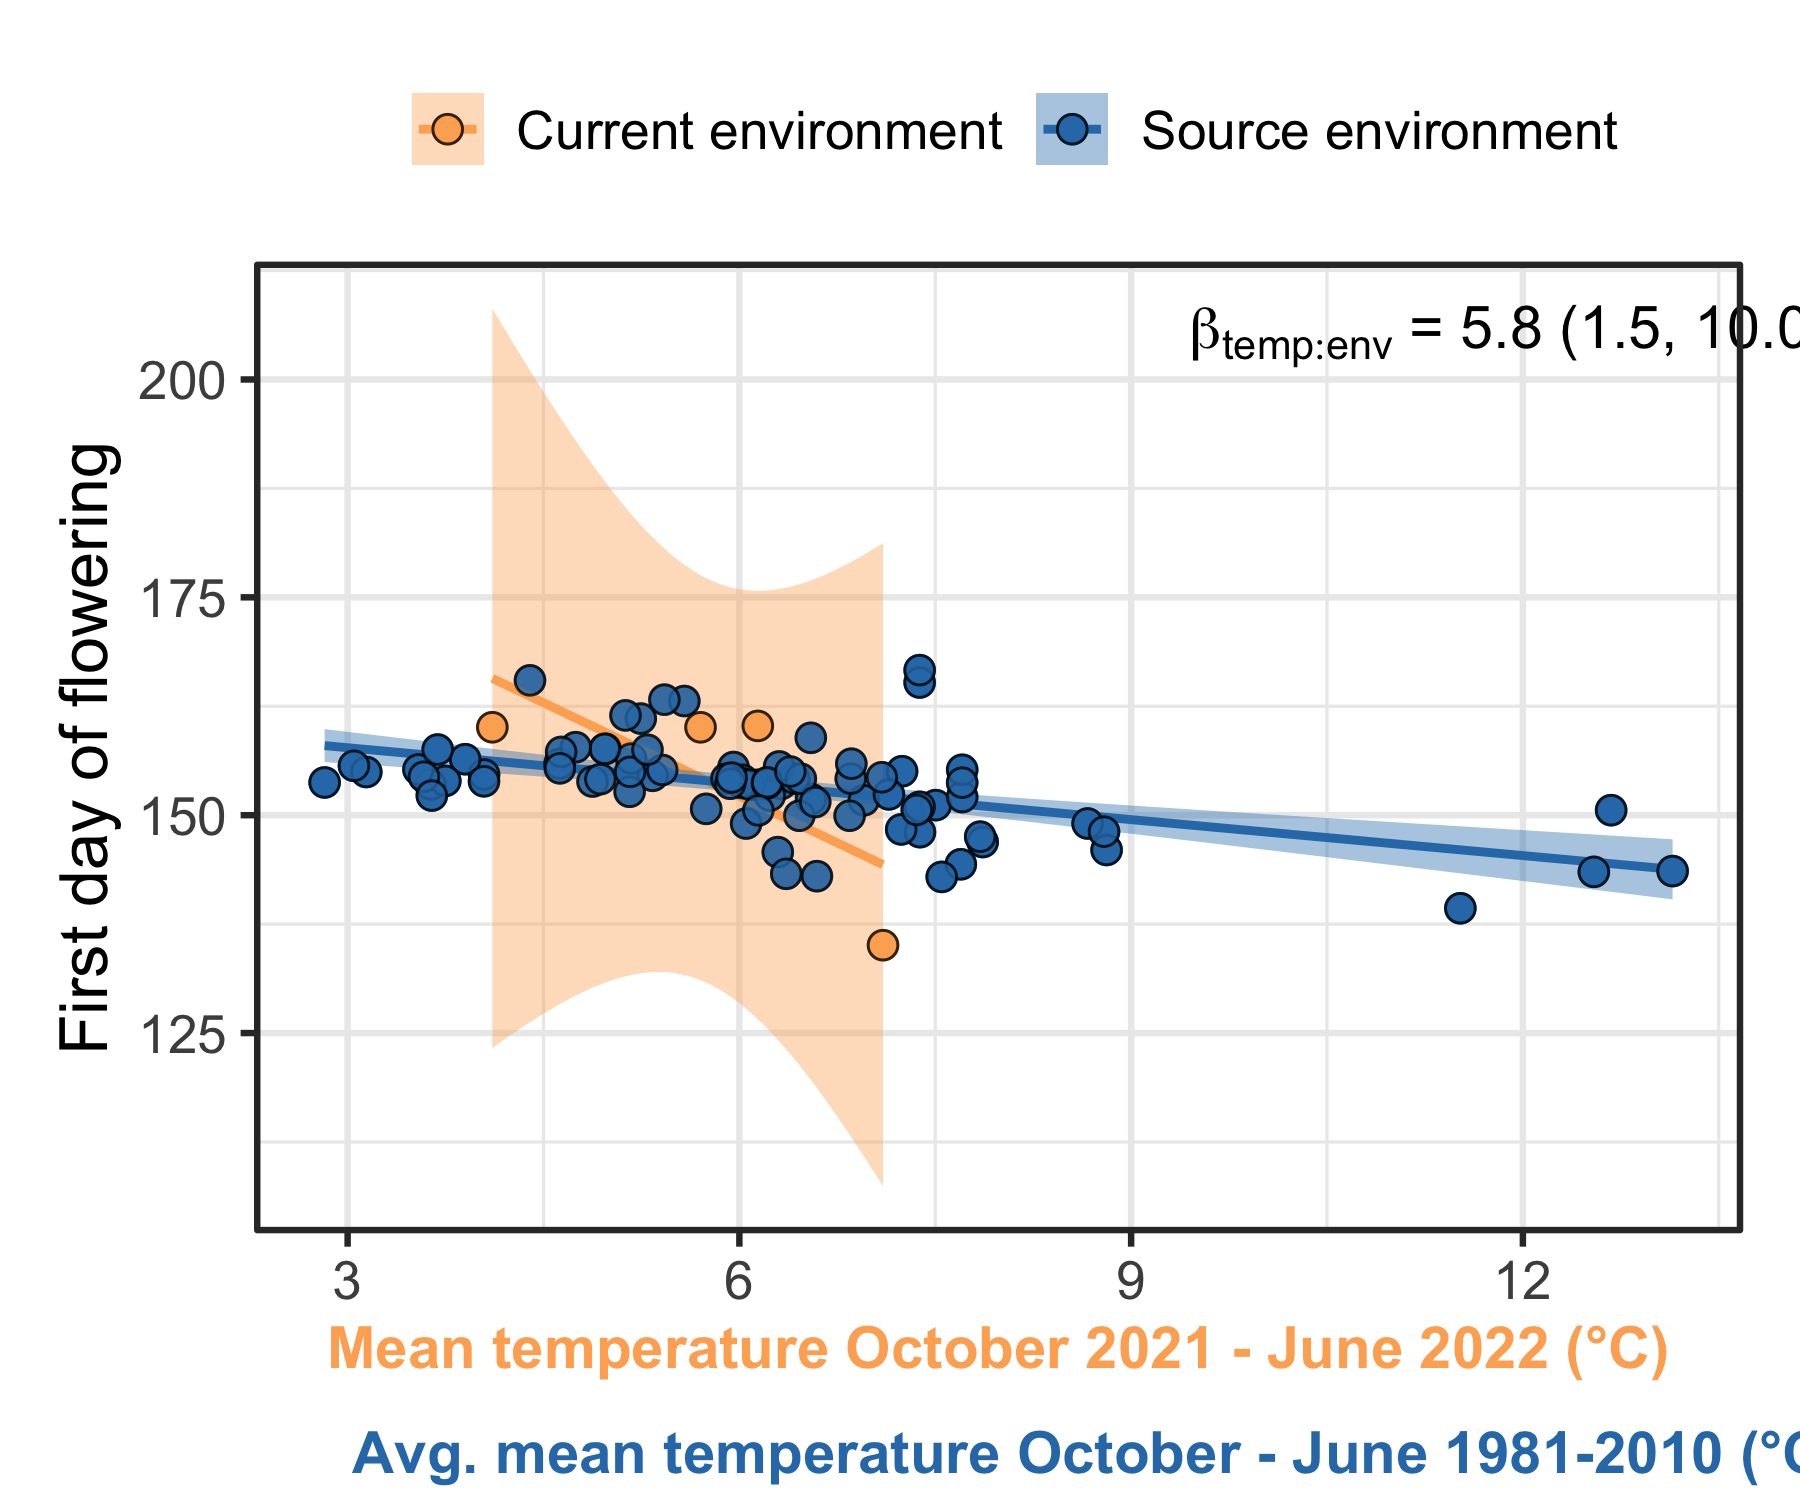 Current environment Source environment
βtemp:env = 5.8 (1.5, 10.0
200
175
150
125
First day of flowering
3 6 9 12
Mean temperature October 2021 - June 2022 (°C)
Avg. mean temperature October - June 1981-2010 (°C